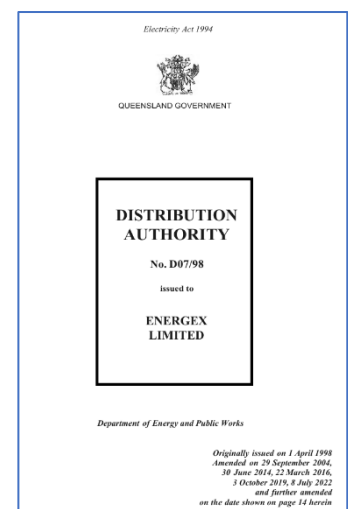 Electricity Act 1994
QUEENSLAND GOVERNMENT
DISTRIBUTION
AUTHORITY
No. D07/98
issued to
ENERGEX
LIMITED
Department of Energy and Public Works
Originally issued on 1 April 1998
Amended on 29 September 2004,
30 June 2014, 22 March 2016,
3 October 2019, 8 July 2022
and further amended
on the date shown on page 14 herein